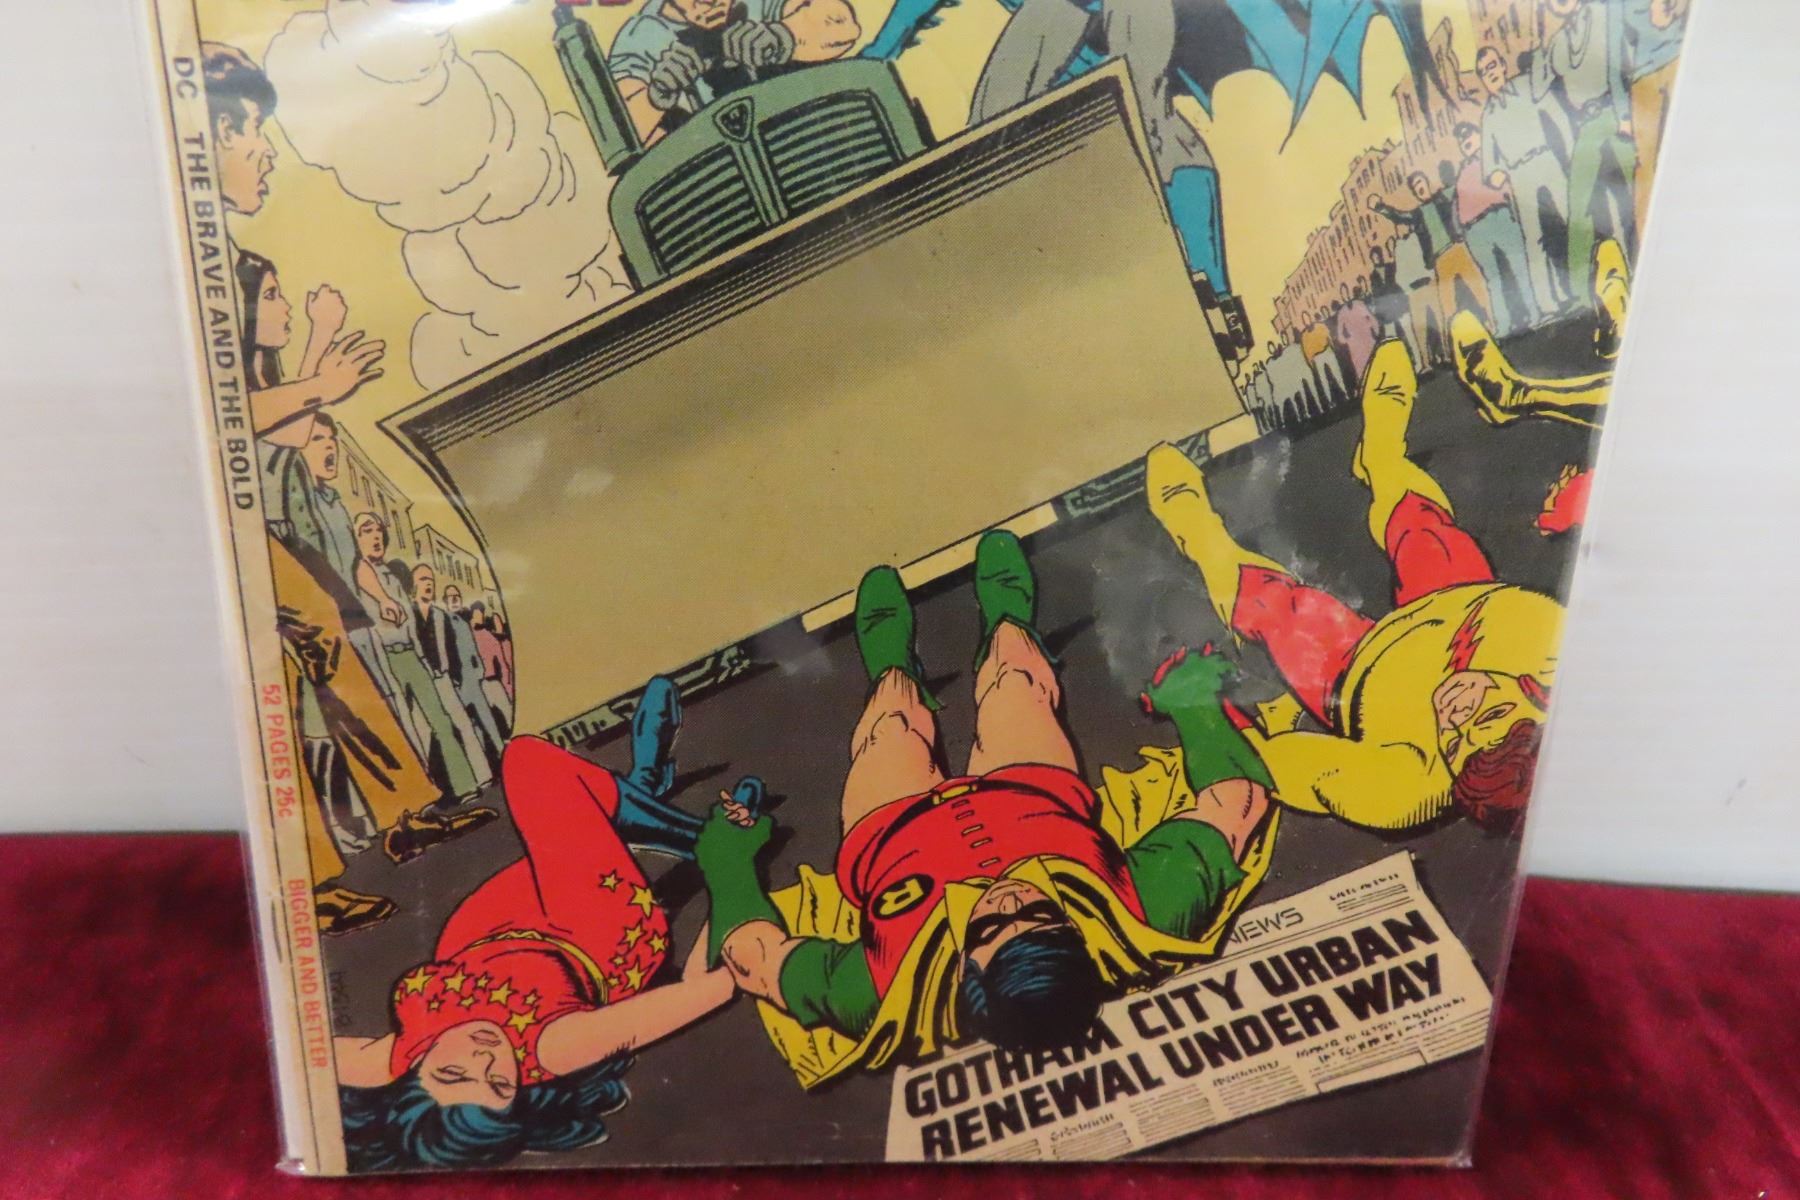 DC THE BRAVE AND THE BOLD
52 PAGES 25¢
BIGGER AND BETTER
R
NEWS
GOTHAM CITY URBAN
RENEWAL UNDER WAY